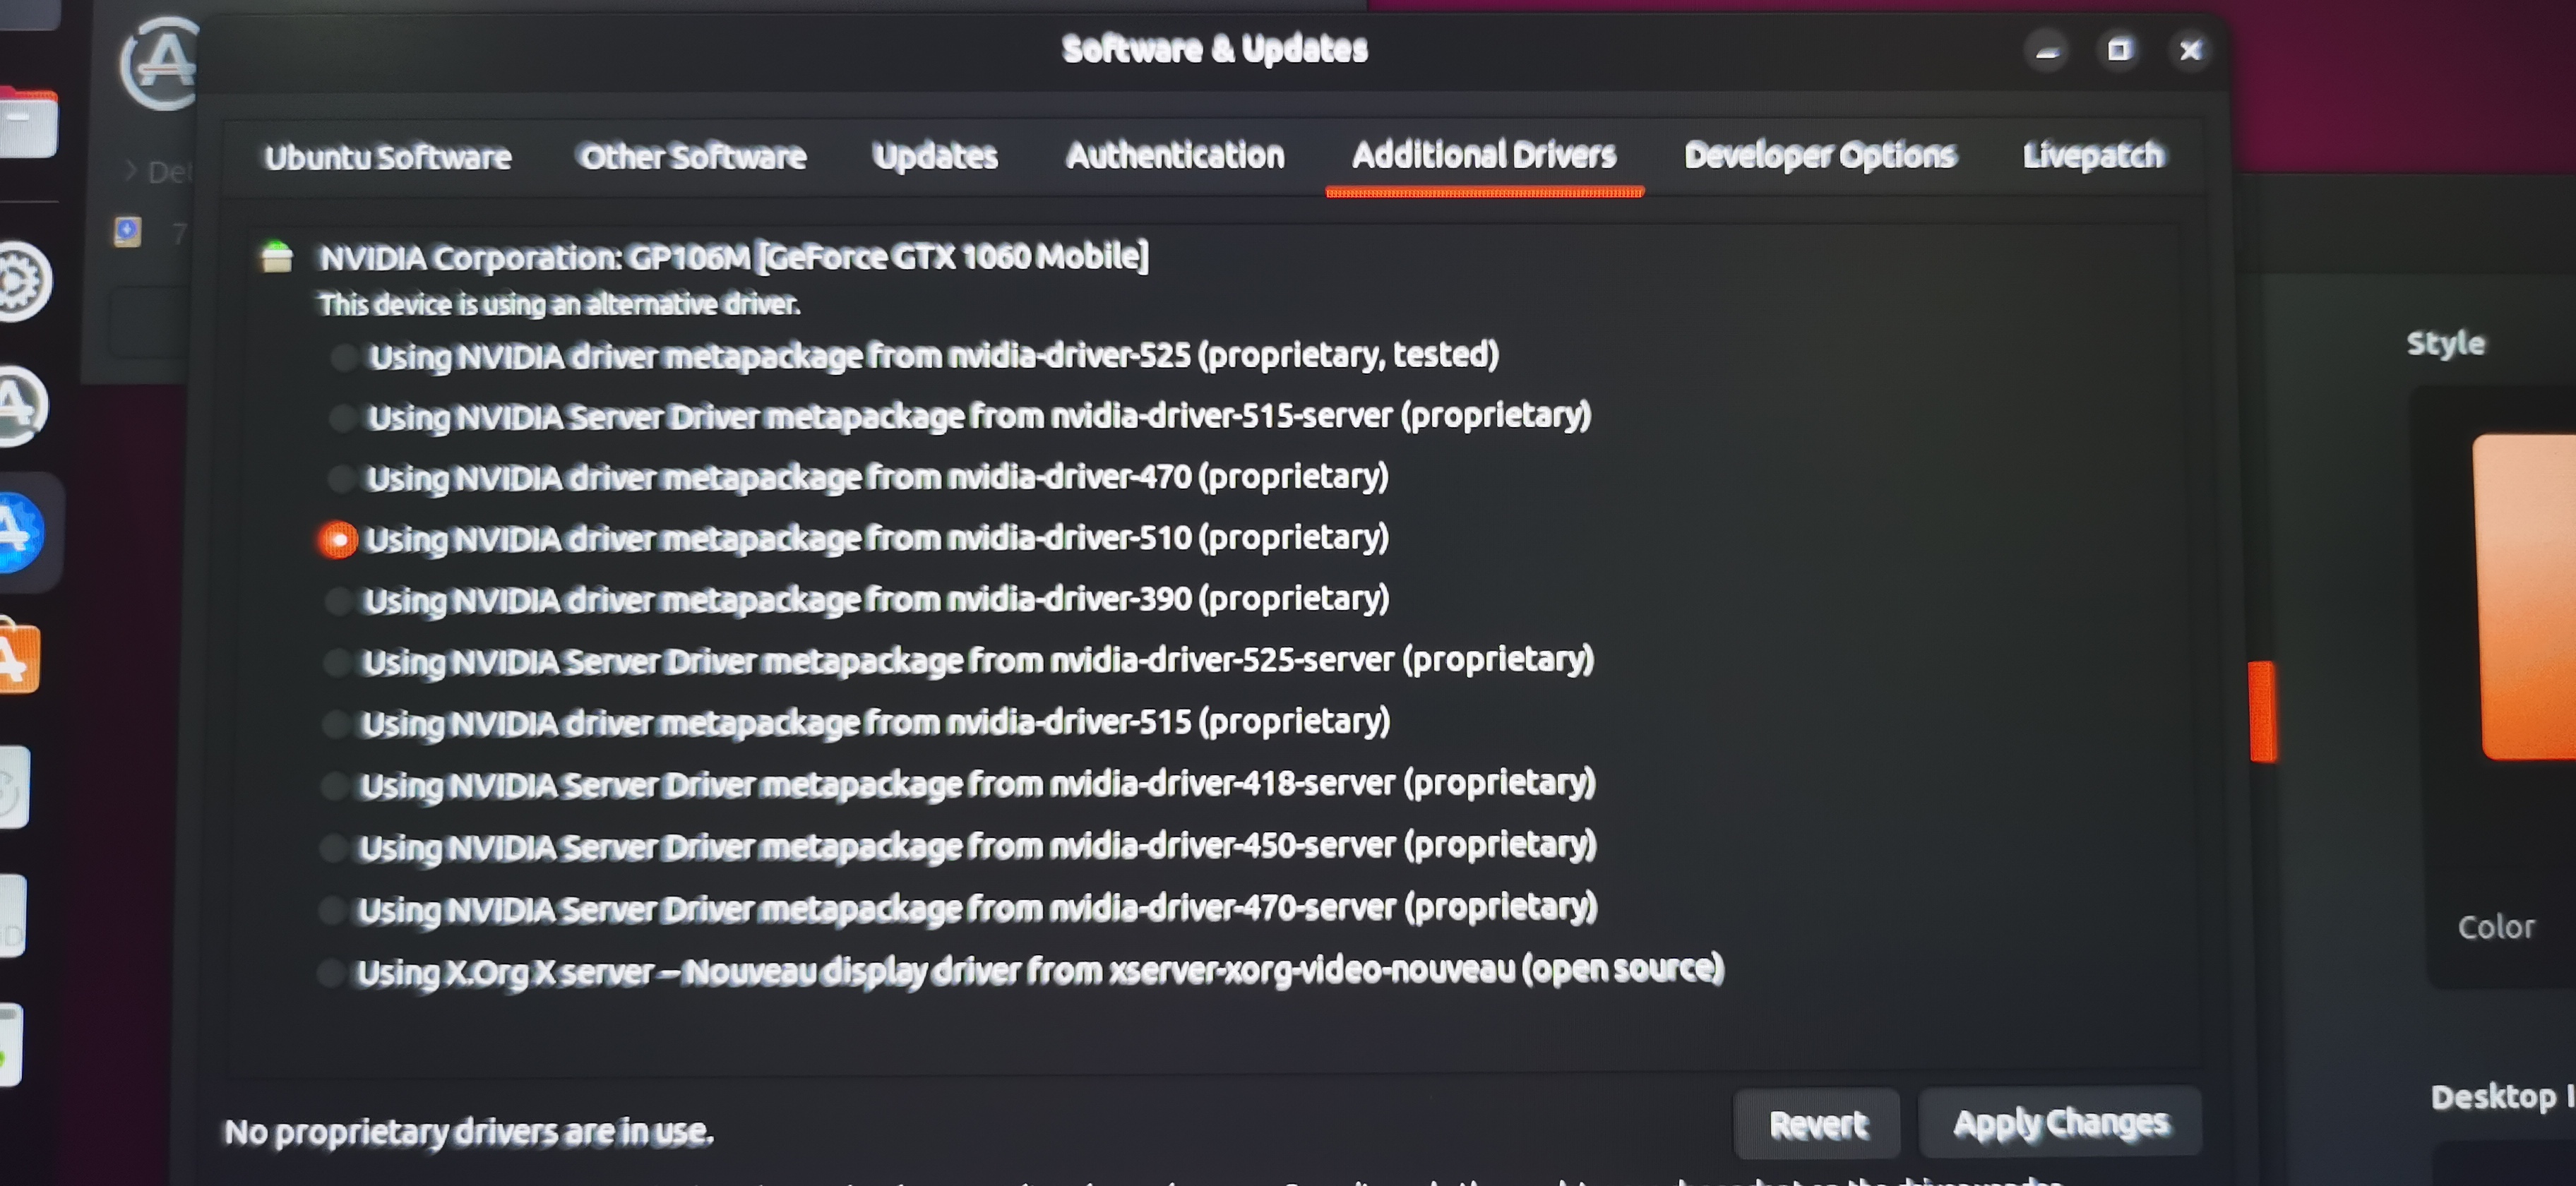 Software & Updates
Ubuntu Software Other Software Updates Authentication Additional Drivers Developer Options Livepatch
NVIDIA Corporation: GP106M [GeForce GTX 1060 Mobile]
This device is using an alternative driver.
Using NVIDIA driver metapackage from nvidia-driver-525 (proprietary, tested)
Using NVIDIA Server Driver metapackage from nvidia-driver-515-server (proprietary)
Using NVIDIA driver metapackage from nvidia-driver-470 (proprietary)
Using NVIDIA driver metapackage from nvidia-driver-510 (proprietary)
Using NVIDIA driver metapackage from nvidia-driver-390 (proprietary)
Using NVIDIA Server Driver metapackage from nvidia-driver-525-server (proprietary)
Using NVIDIA driver metapackage from nvidia-driver-515 (proprietary)
Using NVIDIA Server Driver metapackage from nvidia-driver-418-server (proprietary)
Using NVIDIA Server Driver metapackage from nvidia-driver-450-server (proprietary)
Using NVIDIA Server Driver metapackage from nvidia-driver-470-server (proprietary)
Using X.Org X server – Nouveau display driver from xserver-xorg-video-nouveau (open source)
Revert Apply Changes
No proprietary drivers are in use.
Det
7
Style
Color
Desktop I